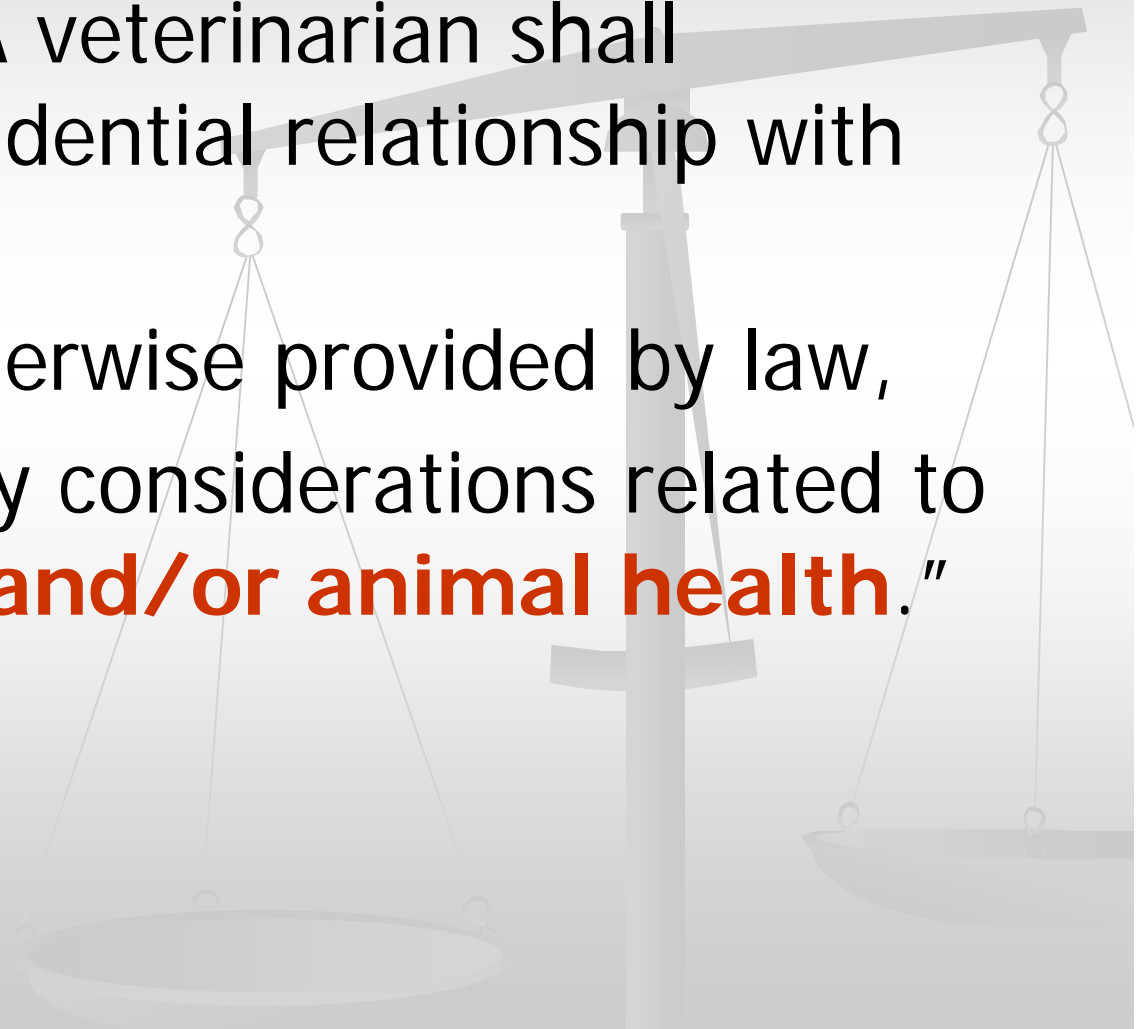 A veterinarian shall
dential relationship with
erwise provided by law,
y considerations related to
and/or animal health."